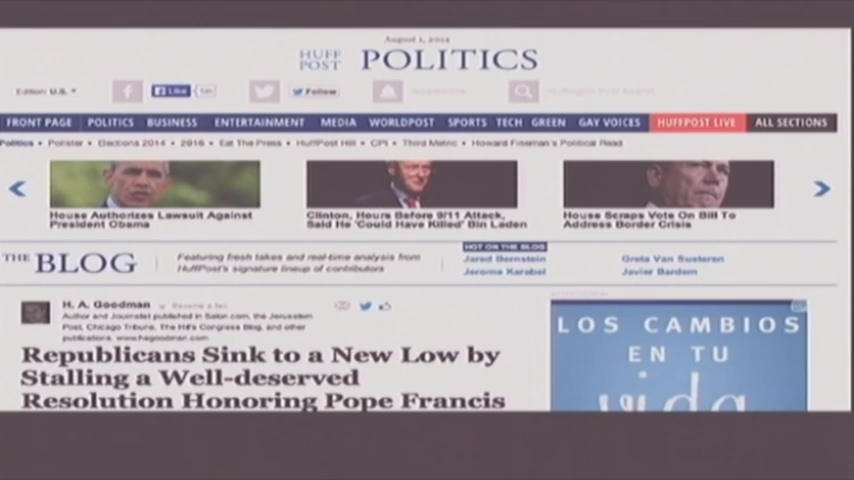 August 1, 2014
HUFF
POST
POLITICS
Edition: U.S.
Like
Follow
FRONT PAGE POLITICS BUSINESS ENTERTAINMENT MEDIA WORLDPOST SPORTS TECH GREEN GAY VOICES HUFFPOST LIVE ALL SECTIONS
Politics • Pollster • Elections 2014 • 2016 • Eat The Press • HuffPost Hill • CPI • Third Metric • Howard Fineman's Political Read
House Authorizes Lawsuit Against
President Obama
Clinton, Hours Before 9/11 Attack,
Said He 'Could Have Killed' Bin Laden
House Scraps Vote On Bill To
Address Border Crisis
THE BLOG
Featuring fresh takes and real-time analysis from
HuffPost's signature lineup of contributors
HOT ON THE BLOG
Jared Bernstein
Greta Van Susteren
Jerome Karabel
Javier Bardem
H. A. Goodman
Become a fan
Author and Journalist published in Salon.com, the Jerusalem
Post, Chicago Tribune, The Hill's Congress Blog, and other
publications. www.hagoodman.com
Republicans Sink to a New Low by
Stalling a Well-deserved
Resolution Honoring Pope Francis
LOS CAMBIOS
EN TU
vida